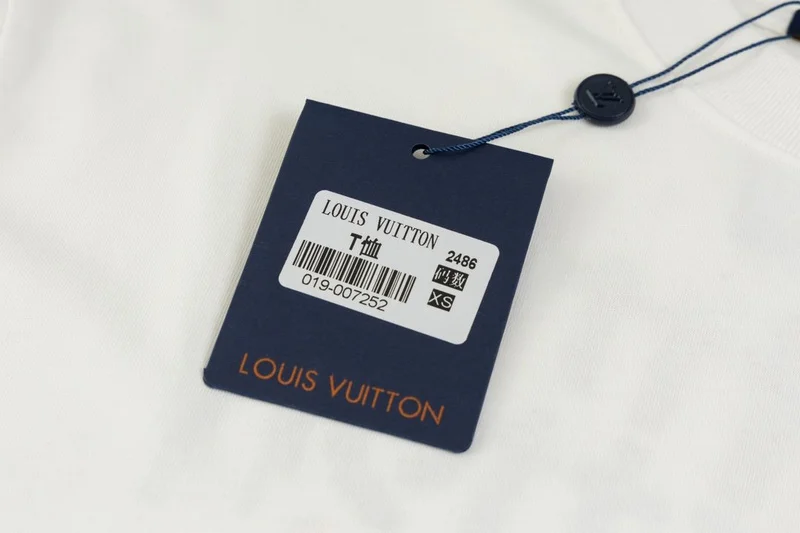 LOUIS VUITTON
T恤
2486
码数
XS
019-007252
LOUIS VUITTON